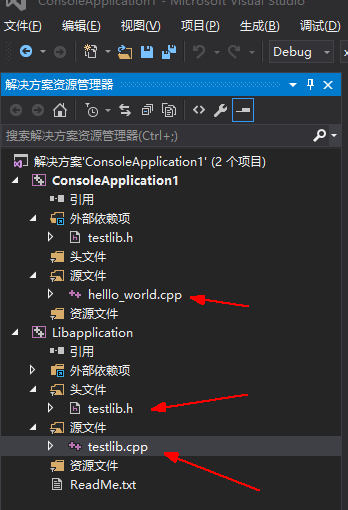 ConsoleApplication1 - Microsoft Visual Studio
文件(F) 编辑(E) 视图(V) 项目(P) 生成(B) 调试(D)
Debug
解决方案资源管理器
搜索解决方案资源管理器(Ctrl+;)
解决方案'ConsoleApplication1' (2 个项目)
ConsoleApplication1
引用
外部依赖项
testlib.h
头文件
源文件
helllo_world.cpp
资源文件
Libapplication
引用
外部依赖项
头文件
testlib.h
源文件
testlib.cpp
资源文件
ReadMe.txt